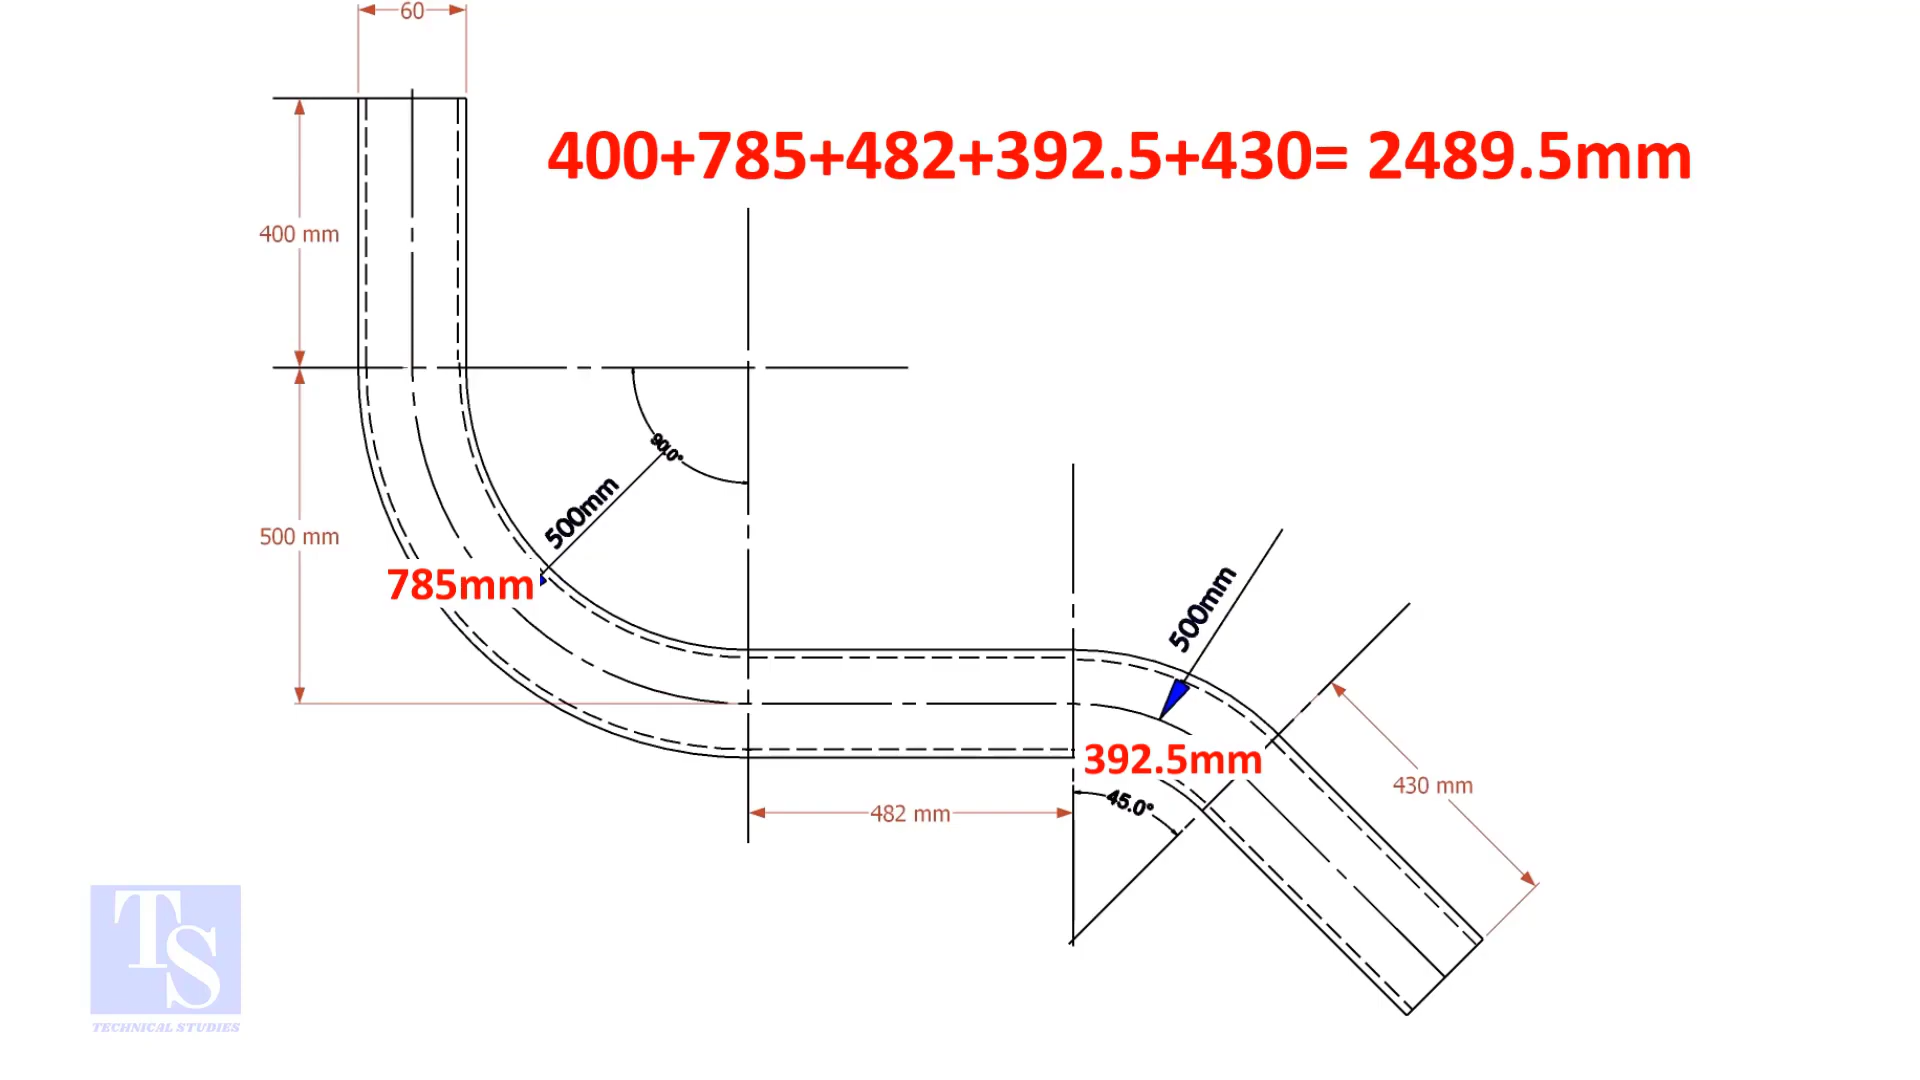 60
400+785+482+392.5+430= 2489.5mm
400 mm
90.0°
500mm
500 mm
785mm
500mm
392.5mm
430 mm
45.0°
482 mm
TS
TECHNICAL STUDIES